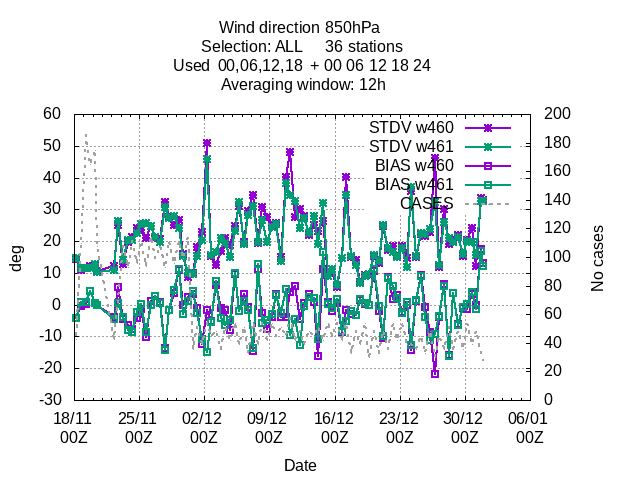 Wind direction 850hPa
Selection: ALL 36 stations
Used 00,06,12,18 + 00 06 12 18 24
Averaging window: 12h
60 50 40 30 20 10 0 -10 -20 -30
200 180 160 140 120 100 80 60 40 20 0
deg
No cases
STDV w460
STDV w461
BIAS w460
BIAS w461
CASES
18/11 25/11 02/12 09/12 16/12 23/12 30/12 06/01
00Z 00Z 00Z 00Z 00Z 00Z 00Z 00Z
Date